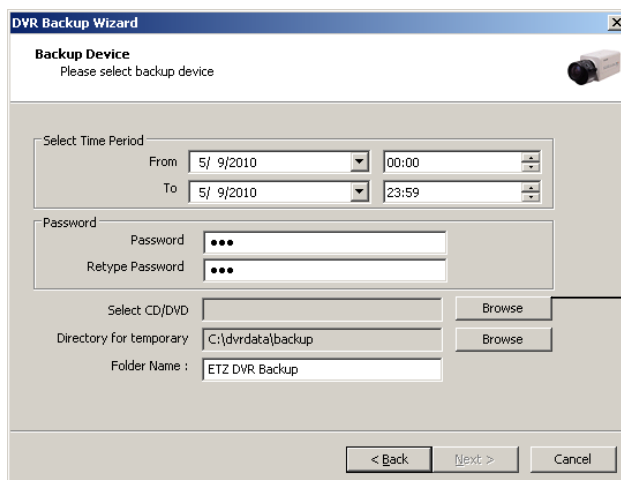 DVR Backup Wizard
Backup Device
Please select backup device
Select Time Period
From 5/ 9/2010 00:00
To 5/ 9/2010 23:59
Password
Password •••
Retype Password •••
Select CD/DVD Browse
Directory for temporary C:\dvrdata\backup Browse
Folder Name : ETZ DVR Backup
< Back Next > Cancel